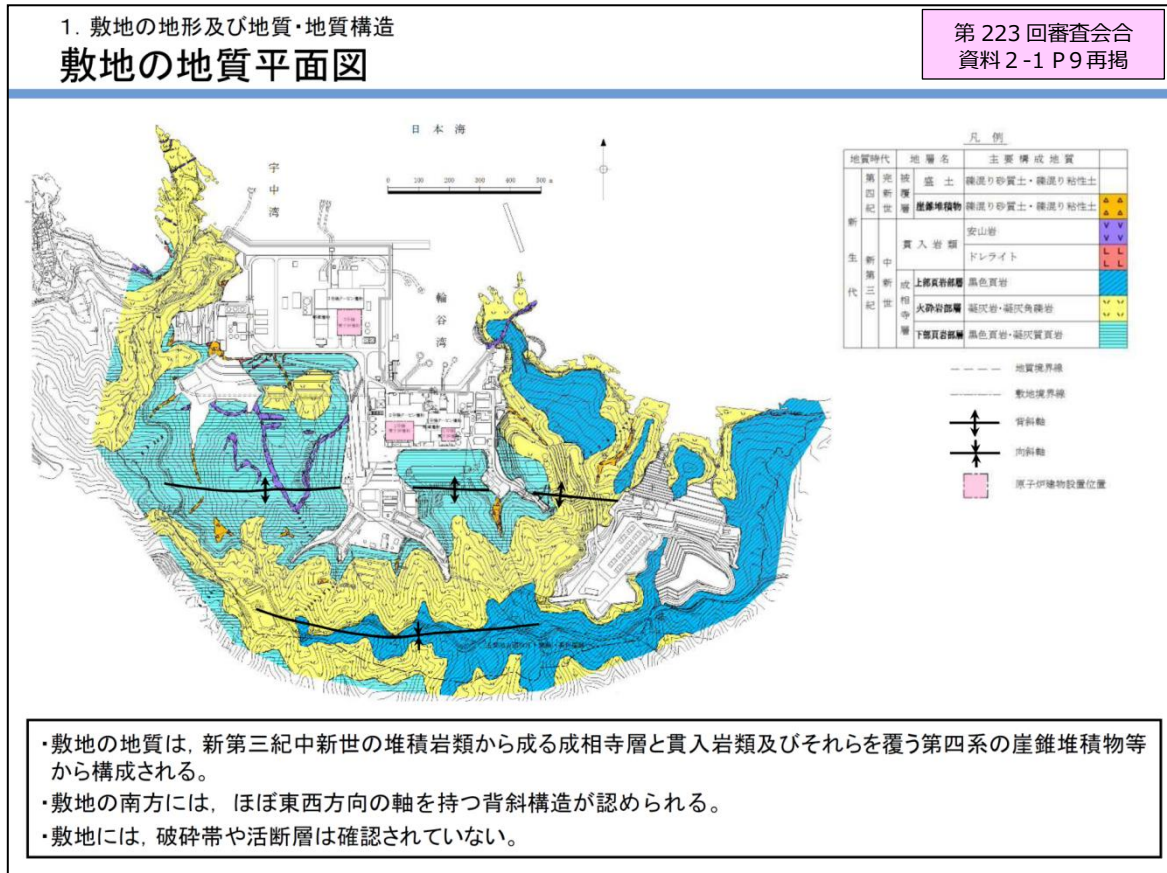 1. 敷地の地形及び地質・地質構造
敷地の地質平面図
第 223 回審査会合
資料2-1 P9再掲
日本海
宇中湾
輪谷湾
0 100 200 300 400 500 m
凡例
地質時代 地層名 主要構成地質
新生代
第四紀 完新世 被覆層 盛土 礫混り砂質土・礫混り粘性土
崖錐堆積物 礫混り砂質土・礫混り粘性土
新第三紀 中新世 貫入岩類 安山岩
ドレライト
成相寺層 上部頁岩部層 黒色頁岩
火砕岩部層 凝灰岩・凝灰角礫岩
下部頁岩部層 黒色頁岩・凝灰質頁岩
地質境界線
敷地境界線
背斜軸
向斜軸
原子炉建物設置位置
・敷地の地質は,新第三紀中新世の堆積岩類から成る成相寺層と貫入岩類及びそれらを覆う第四系の崖錐堆積物等
から構成される。
・敷地の南方には, ほぼ東西方向の軸を持つ背斜構造が認められる。
・敷地には,破砕帯や活断層は確認されていない。